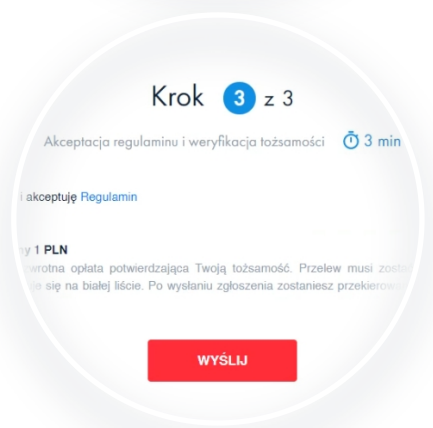 Krok 3 z 3
Akceptacja regulaminu i weryfikacja tożsamości 3 min
i akceptuję Regulamin
1 PLN
opłata potwierdzająca Twoją tożsamość. Przelew musi
się na białej liście. Po wysłaniu zgłoszenia zostaniesz
WYŚLIJ